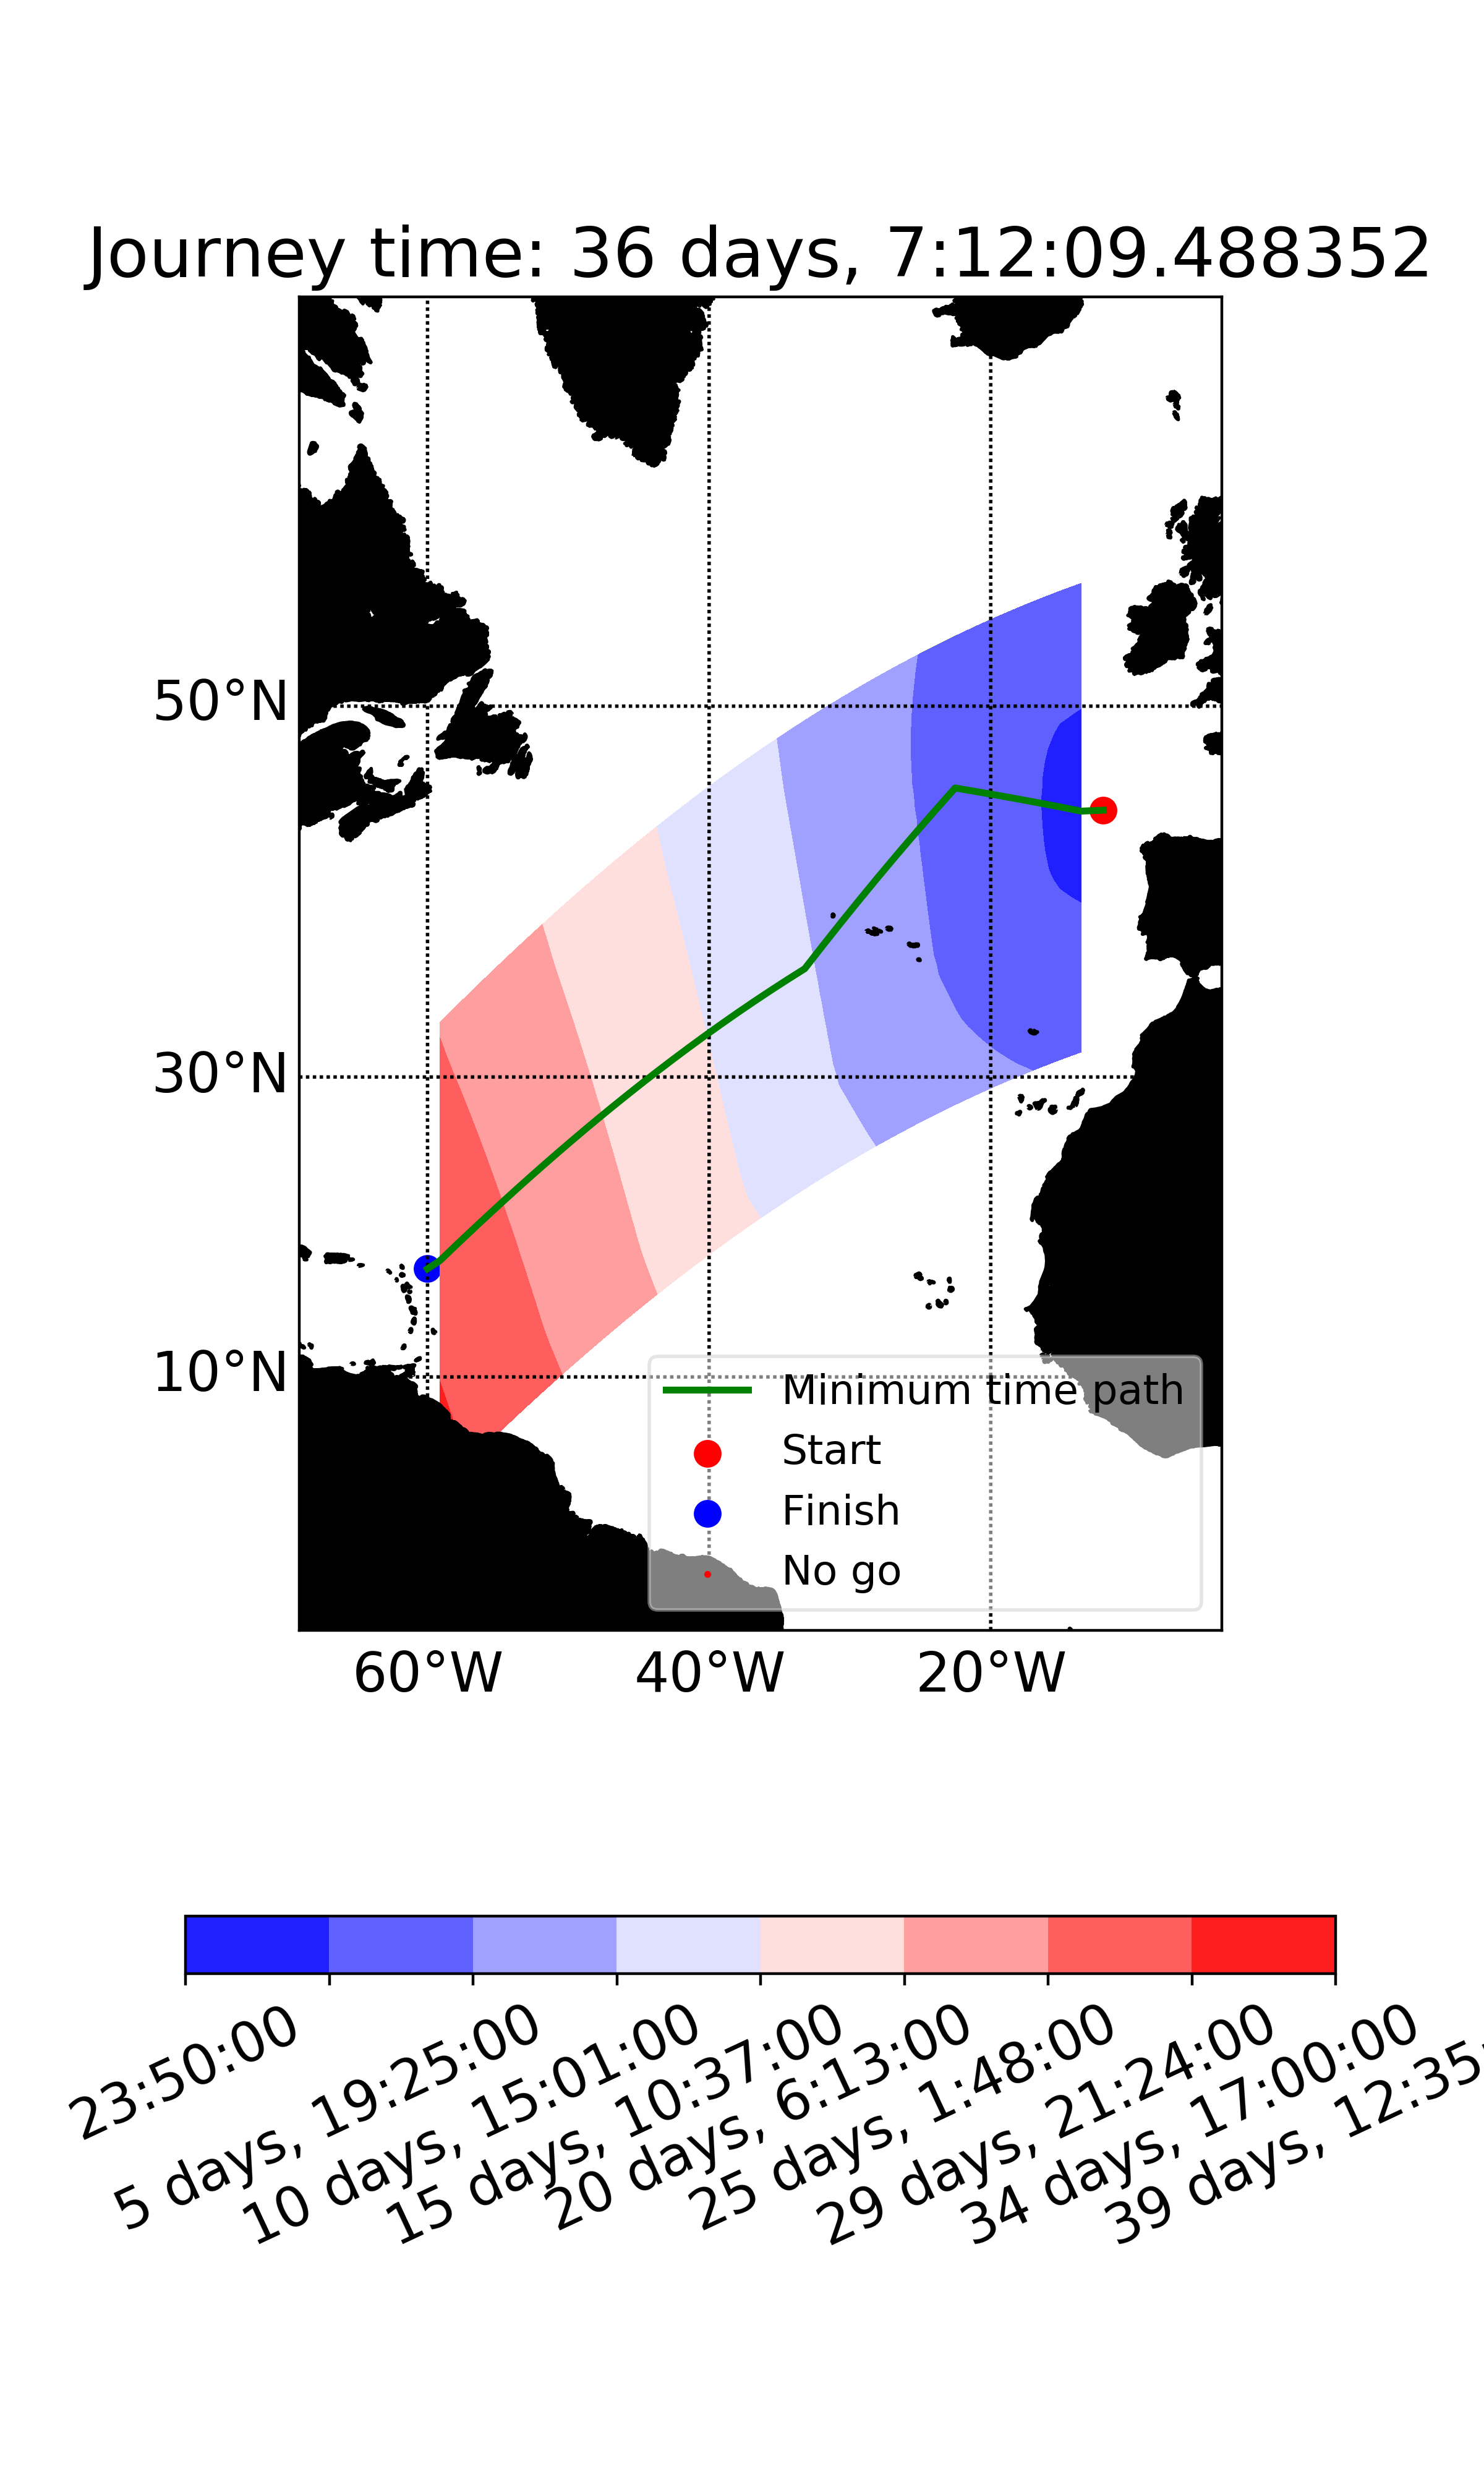 Journey time: 36 days, 7:12:09.488352
50°N
30°N
10°N
Minimum time path
Start
Finish
No go
60°W
40°W
20°W
23:50:00
5 days, 19:25:00
10 days, 15:01:00
15 days, 10:37:00
20 days, 6:13:00
25 days, 1:48:00
29 days, 21:24:00
34 days, 17:00:00
39 days, 12:35: